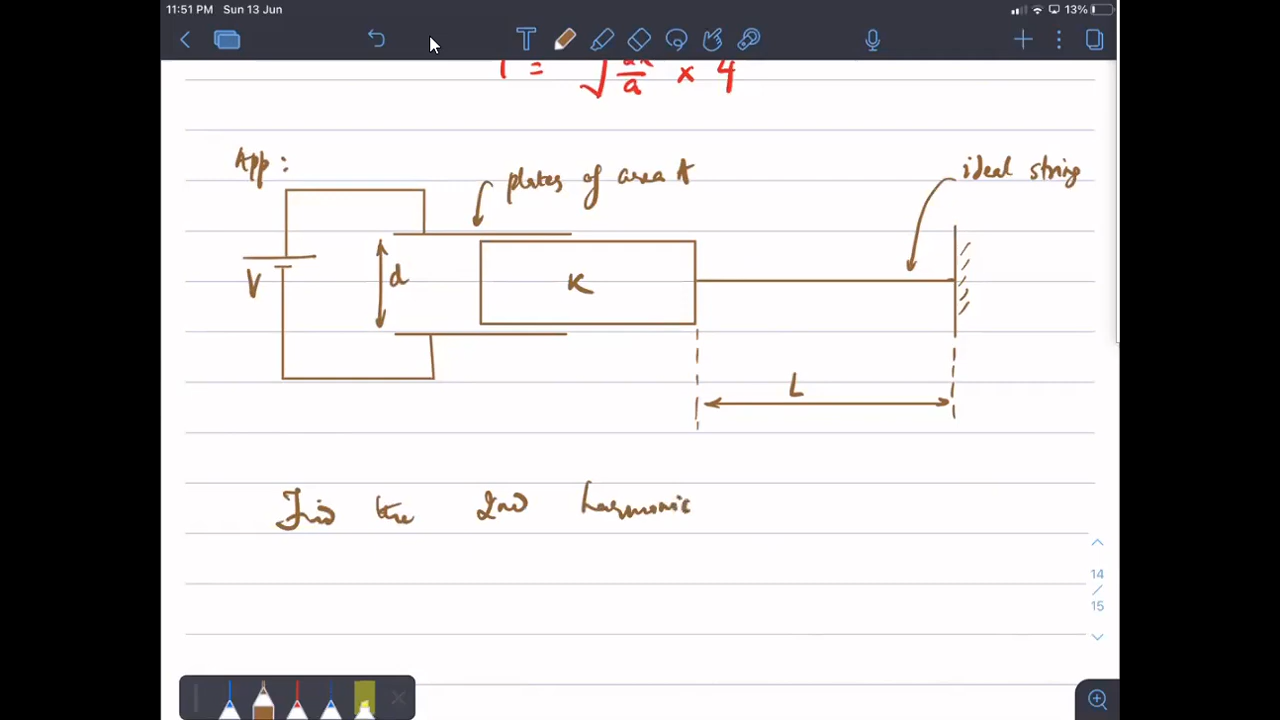 11:51 PM Sun 13 Jun
13%
T
App :
plates of area A
ideal string
V
d
K
L
Find the 2nd harmonic
14
/
15